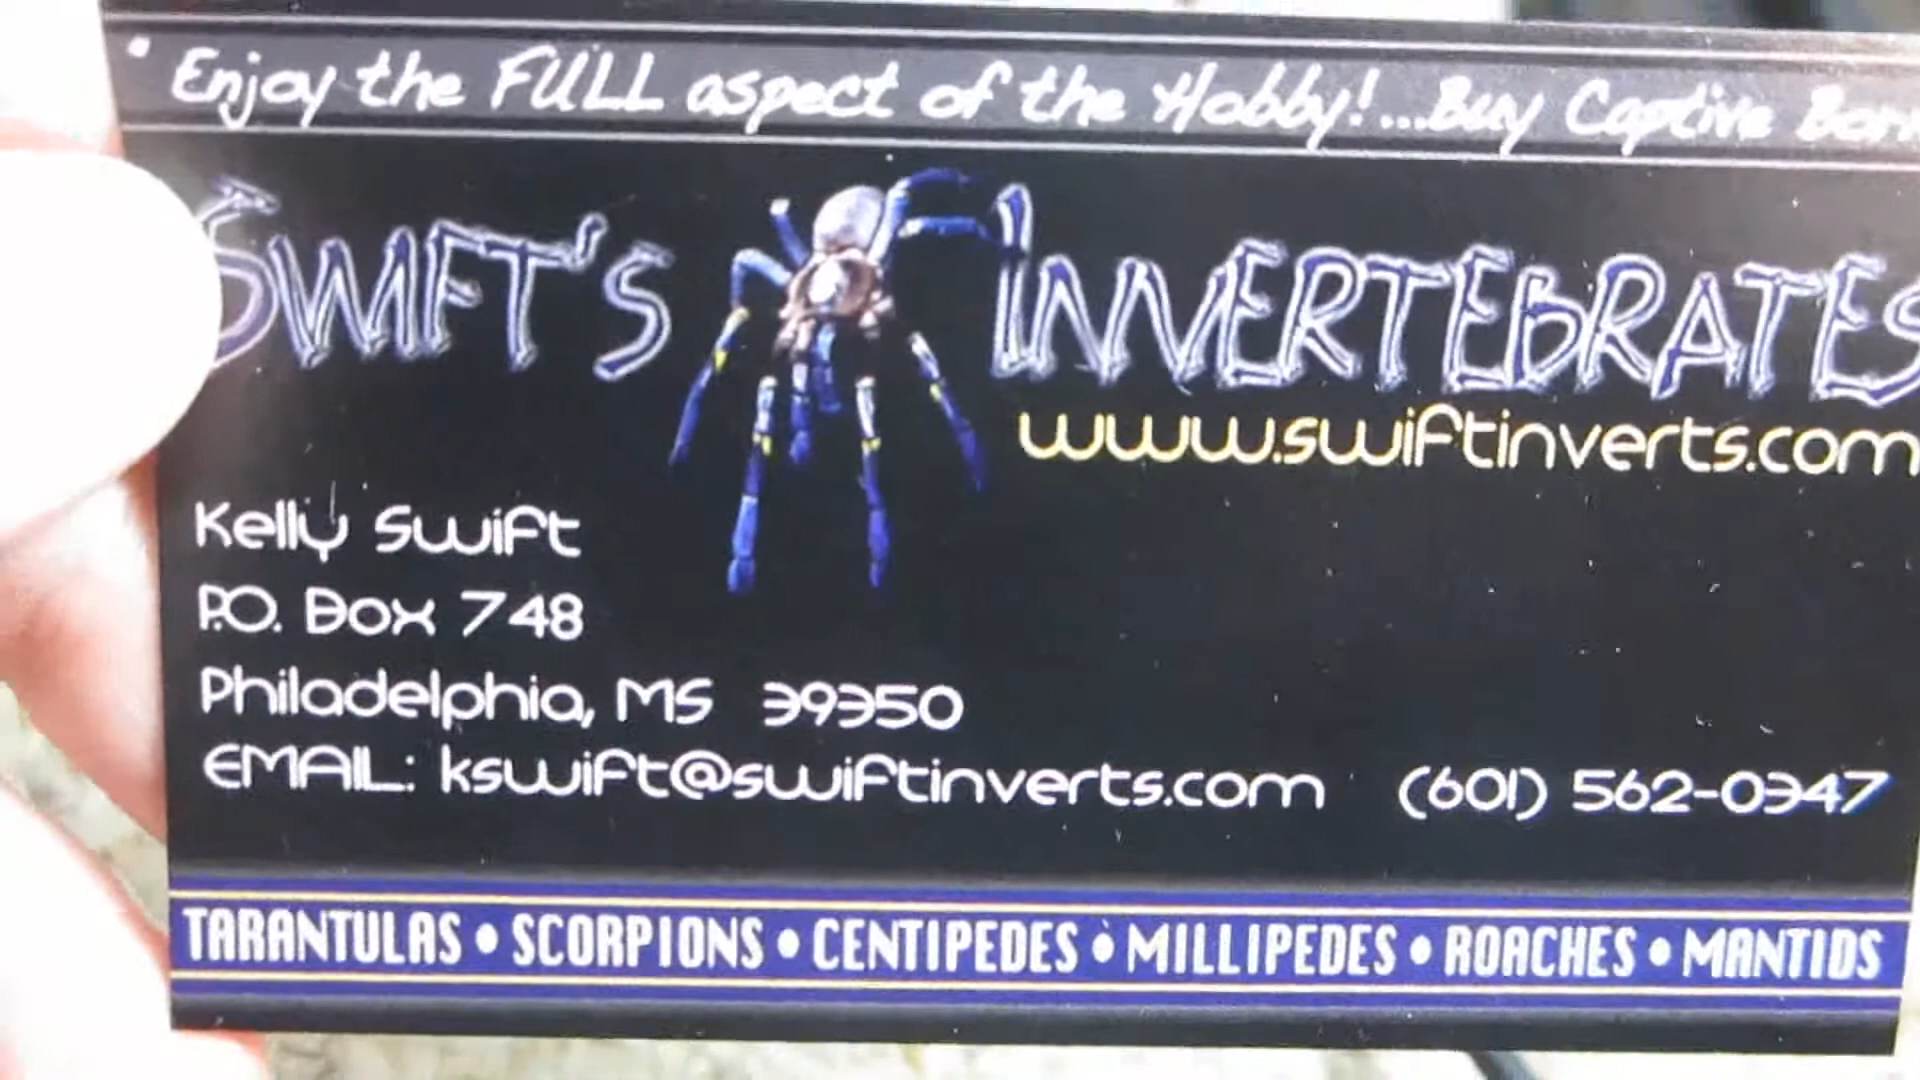 "Enjoy the FULL aspect of the Hobby!...Buy Captive Born
SWIFT'S INVERTEBRATES
www.swiftinverts.com
Kelly Swift
P.O. Box 748
Philadelphia, MS 39350
EMAIL: kswift@swiftinverts.com (601) 562-0347
TARANTULAS • SCORPIONS • CENTIPEDES • MILLIPEDES • ROACHES • MANTIDS